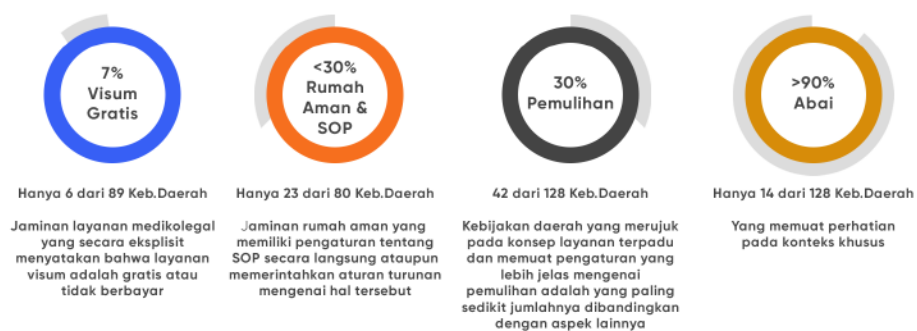 7%
Visum
Gratis
Hanya 6 dari 89 Keb.Daerah
Jaminan layanan medikolegal
yang secara eksplisit
menyatakan bahwa layanan
visum adalah gratis atau
tidak berbayar
<30%
Rumah
Aman &
SOP
Hanya 23 dari 80 Keb.Daerah
Jaminan rumah aman yang
memiliki pengaturan tentang
SOP secara langsung ataupun
memerintahkan aturan turunan
mengenai hal tersebut
30%
Pemulihan
42 dari 128 Keb.Daerah
Kebijakan daerah yang merujuk
pada konsep layanan terpadu
dan memuat pengaturan yang
lebih jelas mengenai
pemulihan adalah yang paling
sedikit jumlahnya dibandingkan
dengan aspek lainnya
>90%
Abai
Hanya 14 dari 128 Keb.Daerah
Yang memuat perhatian
pada konteks khusus